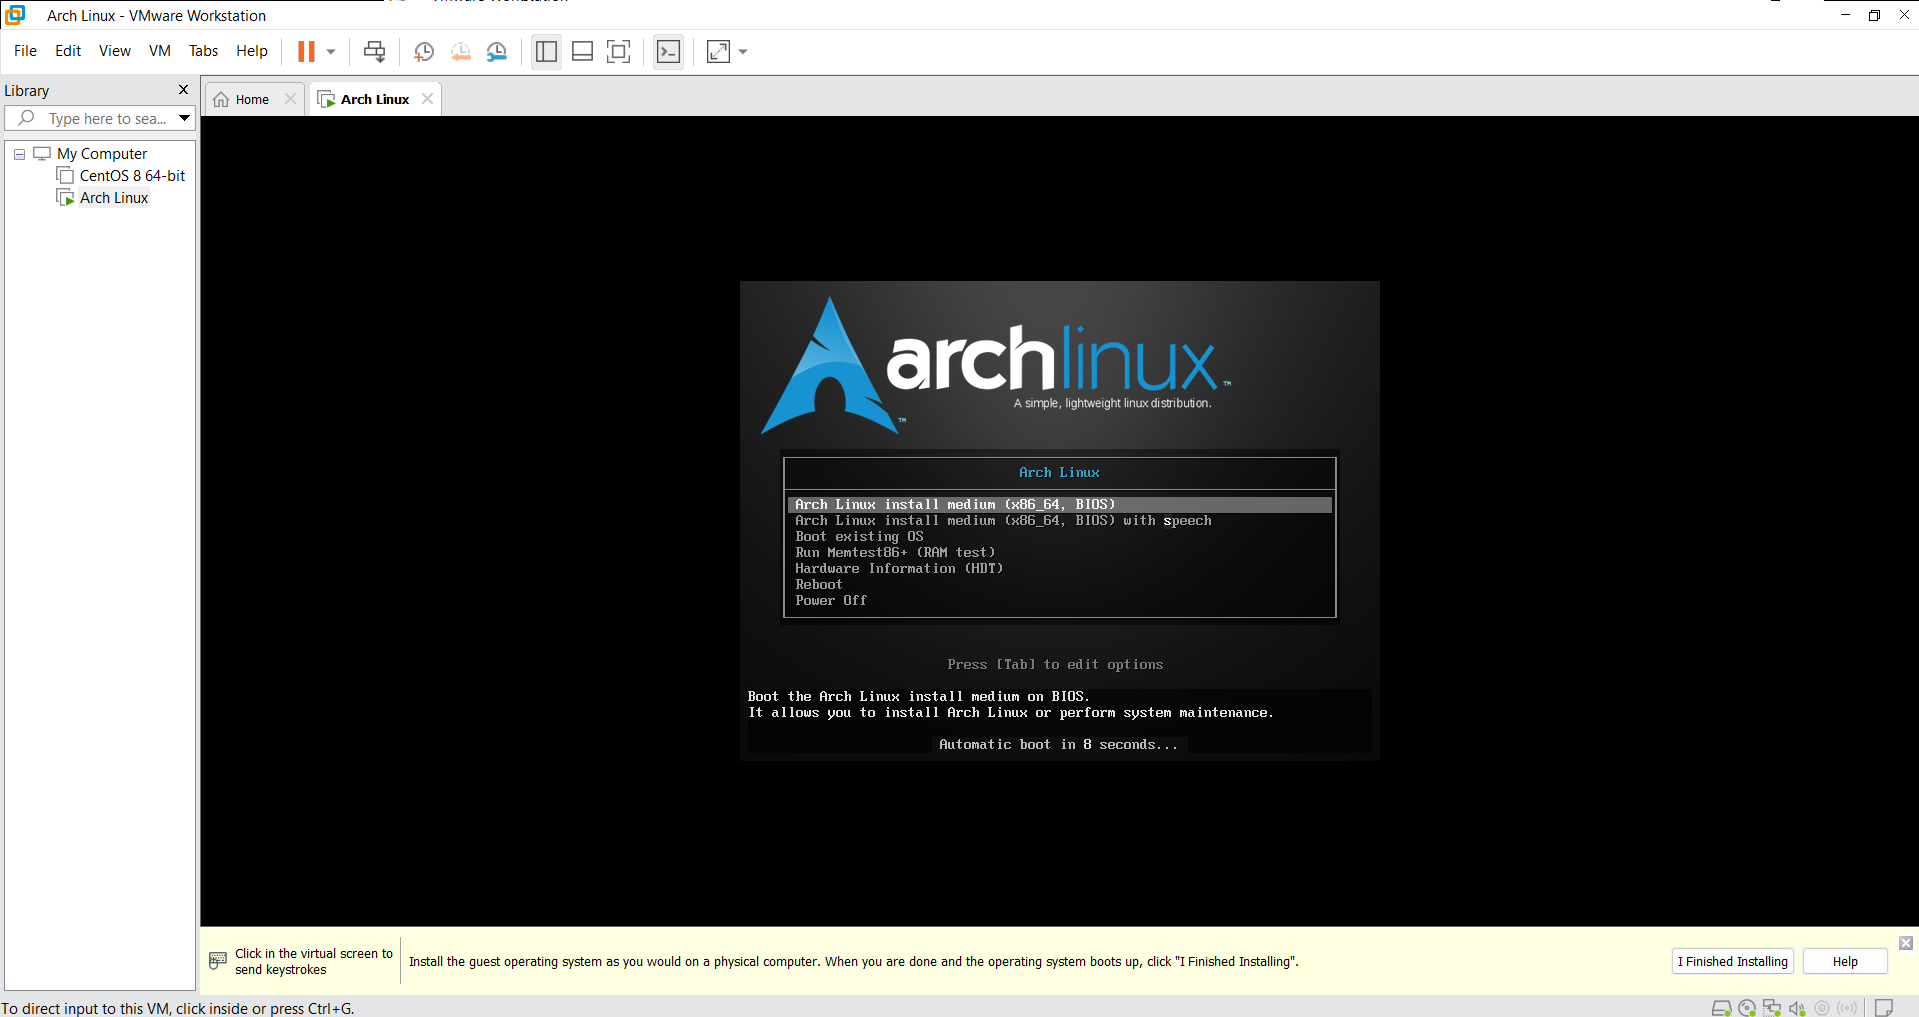 Arch Linux - VMware Workstation
File Edit View VM Tabs Help
Library
Type here to sea...
Home
Arch Linux
My Computer
CentOS 8 64-bit
Arch Linux
archlinux™
A simple, lightweight linux distribution.
™
Arch Linux
Arch Linux install medium (x86_64, BIOS)
Arch Linux install medium (x86_64, BIOS) with speech
Boot existing OS
Run Memtest86+ (RAM test)
Hardware Information (HDT)
Reboot
Power Off
Press [Tab] to edit options
Boot the Arch Linux install medium on BIOS.
It allows you to install Arch Linux or perform system maintenance.
Automatic boot in 8 seconds...
Click in the virtual screen to
send keystrokes
Install the guest operating system as you would on a physical computer. When you are done and the operating system boots up, click "I Finished Installing".
I Finished Installing
Help
To direct input to this VM, click inside or press Ctrl+G.